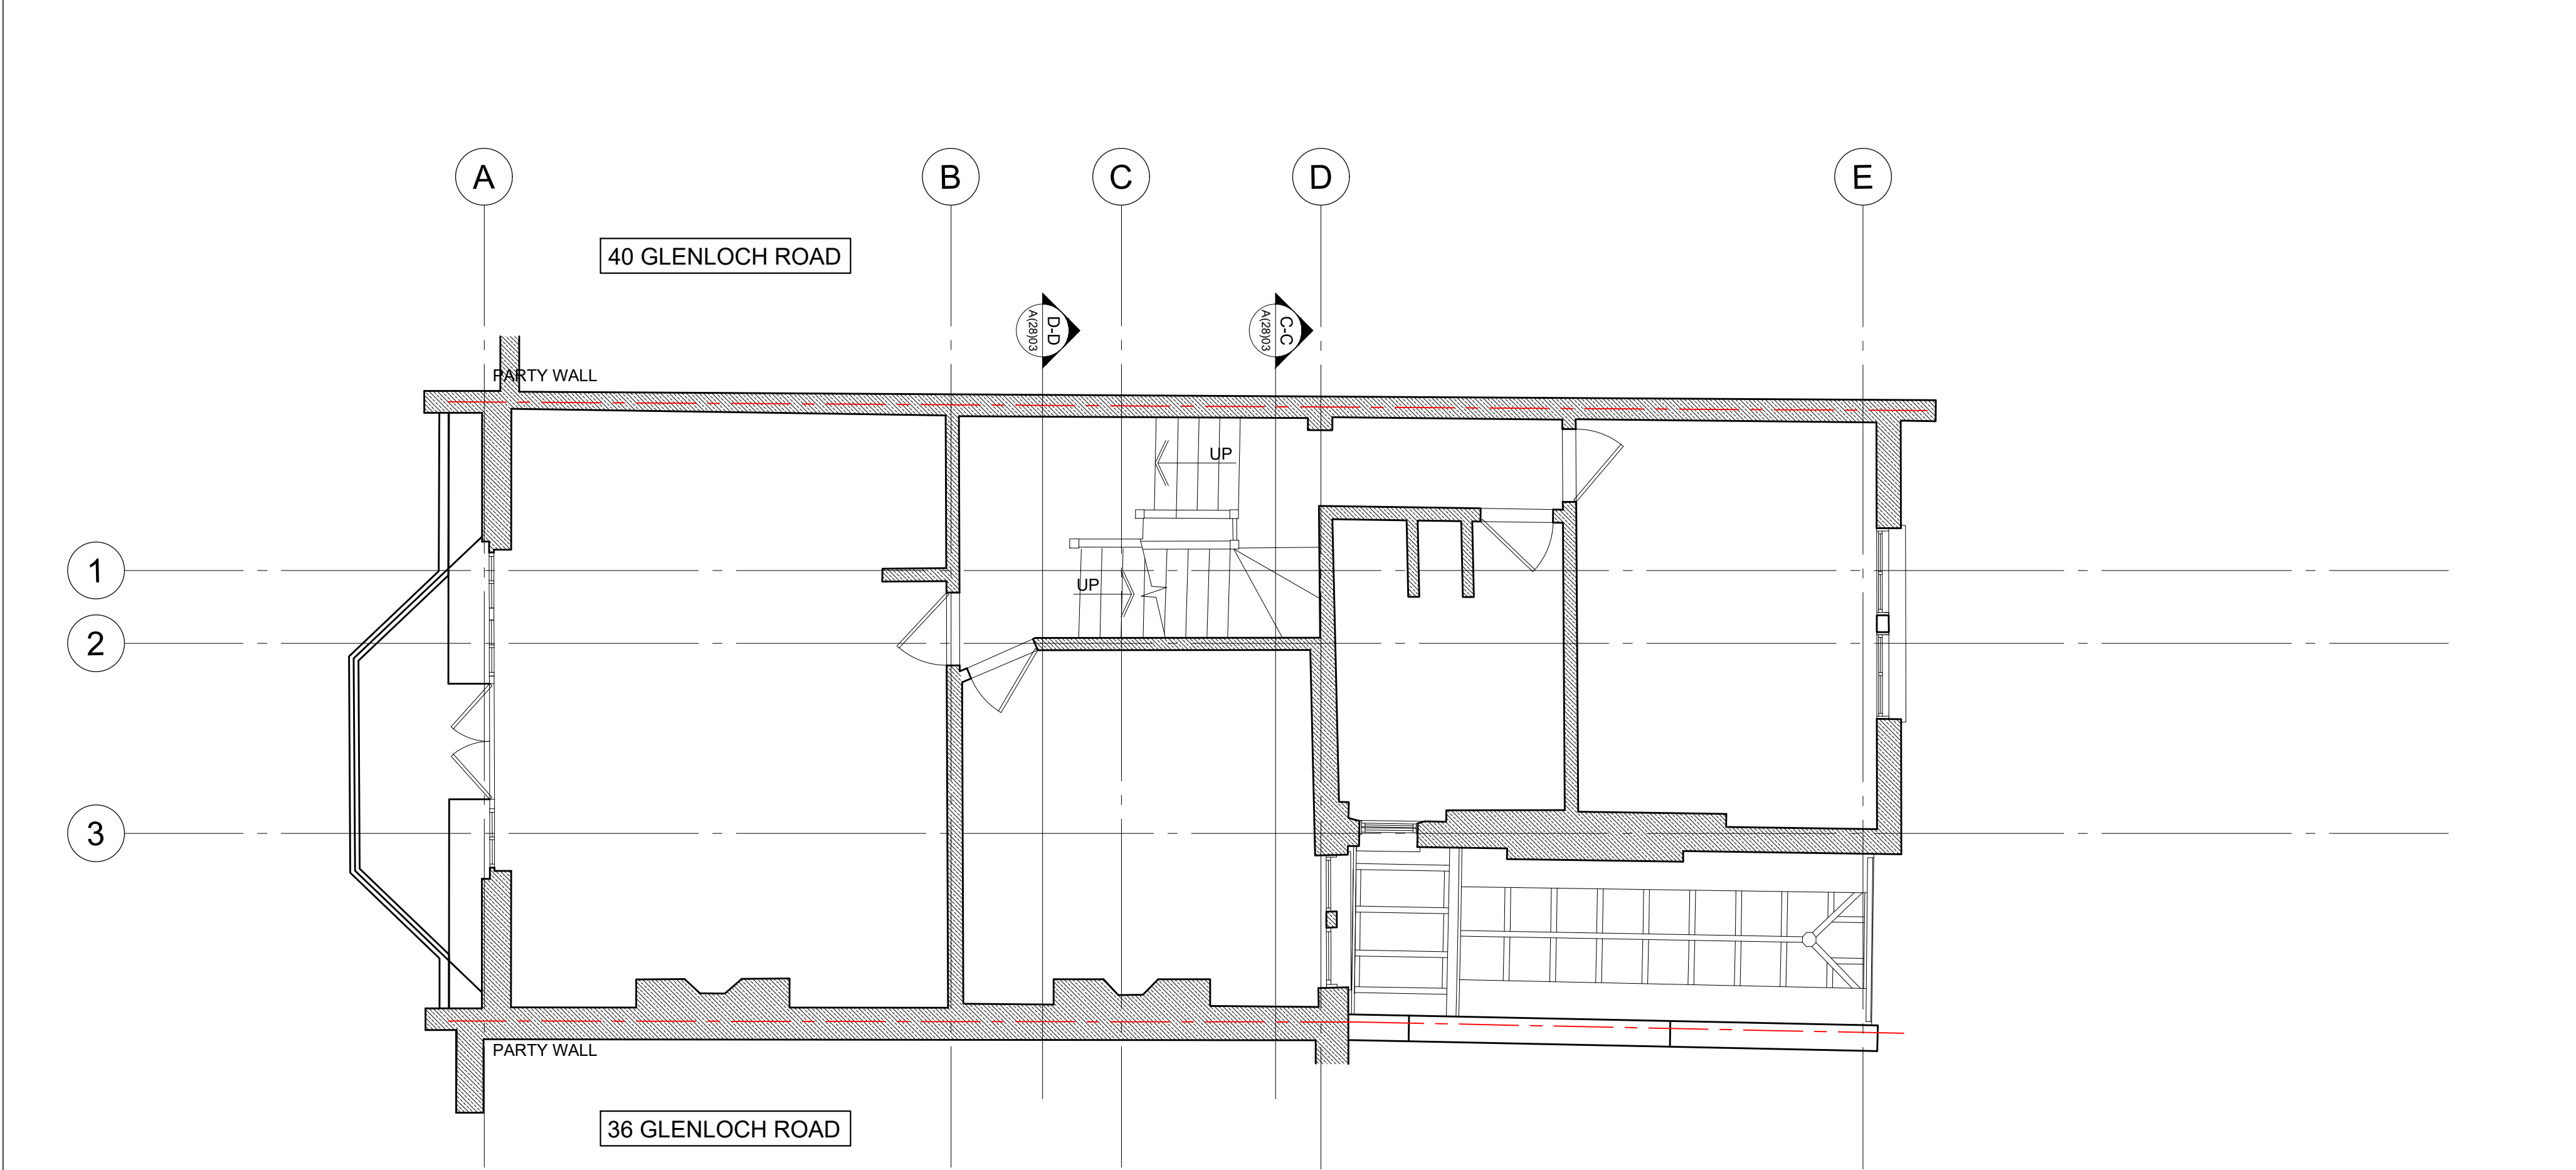 A
B
C
D
E
40 GLENLOCH ROAD
D-D
A(28)03
C-C
A(28)03
PARTY WALL
UP
1
UP
2
3
PARTY WALL
36 GLENLOCH ROAD